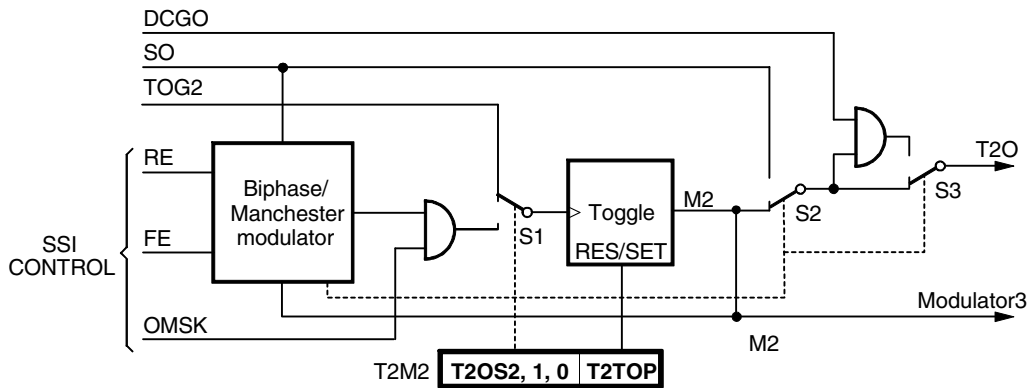 DCGO
SO
TOG2
RE
T2O
Biphase/
Manchester
modulator
M2
Toggle
S3
S2
S1
SSI
CONTROL
FE
RES/SET
Modulator3
OMSK
M2
T2M2
T2OS2, 1, 0
T2TOP